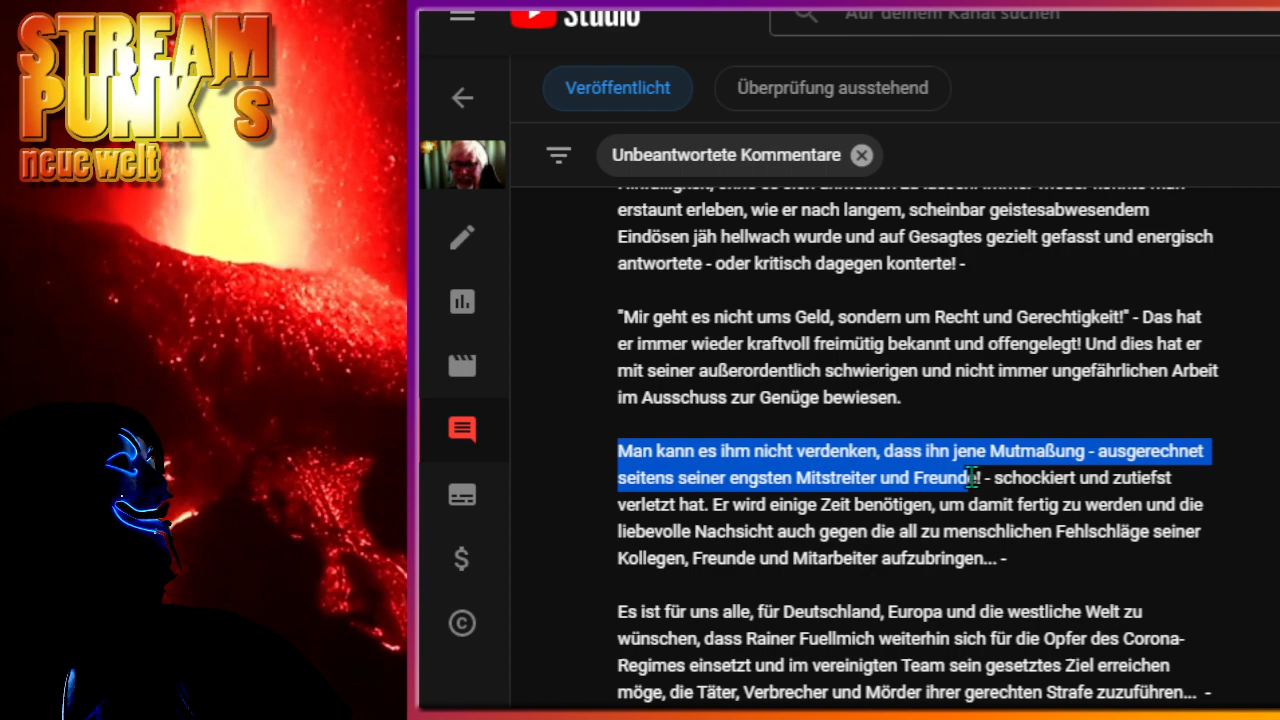 STREAM
PUNK´s
neue welt
Studio
Auf deinem Kanal suchen
Veröffentlicht
Überprüfung ausstehend
Unbeantwortete Kommentare
erstaunt erleben, wie er nach langem, scheinbar geistesabwesendem
Eindösen jäh hellwach wurde und auf Gesagtes gezielt gefasst und energisch
antwortete - oder kritisch dagegen konterte! -
"Mir geht es nicht ums Geld, sondern um Recht und Gerechtigkeit!" - Das hat
er immer wieder kraftvoll freimütig bekannt und offengelegt! Und dies hat er
mit seiner außerordentlich schwierigen und nicht immer ungefährlichen Arbeit
im Ausschuss zur Genüge bewiesen.
Man kann es ihm nicht verdenken, dass ihn jene Mutmaßung - ausgerechnet
seitens seiner engsten Mitstreiter und Freunde! - schockiert und zutiefst
verletzt hat. Er wird einige Zeit benötigen, um damit fertig zu werden und die
liebevolle Nachsicht auch gegen die all zu menschlichen Fehlschläge seiner
Kollegen, Freunde und Mitarbeiter aufzubringen... -
Es ist für uns alle, für Deutschland, Europa und die westliche Welt zu
wünschen, dass Rainer Fuellmich weiterhin sich für die Opfer des Corona-
Regimes einsetzt und im vereinigten Team sein gesetztes Ziel erreichen
möge, die Täter, Verbrecher und Mörder ihrer gerechten Strafe zuzuführen... -